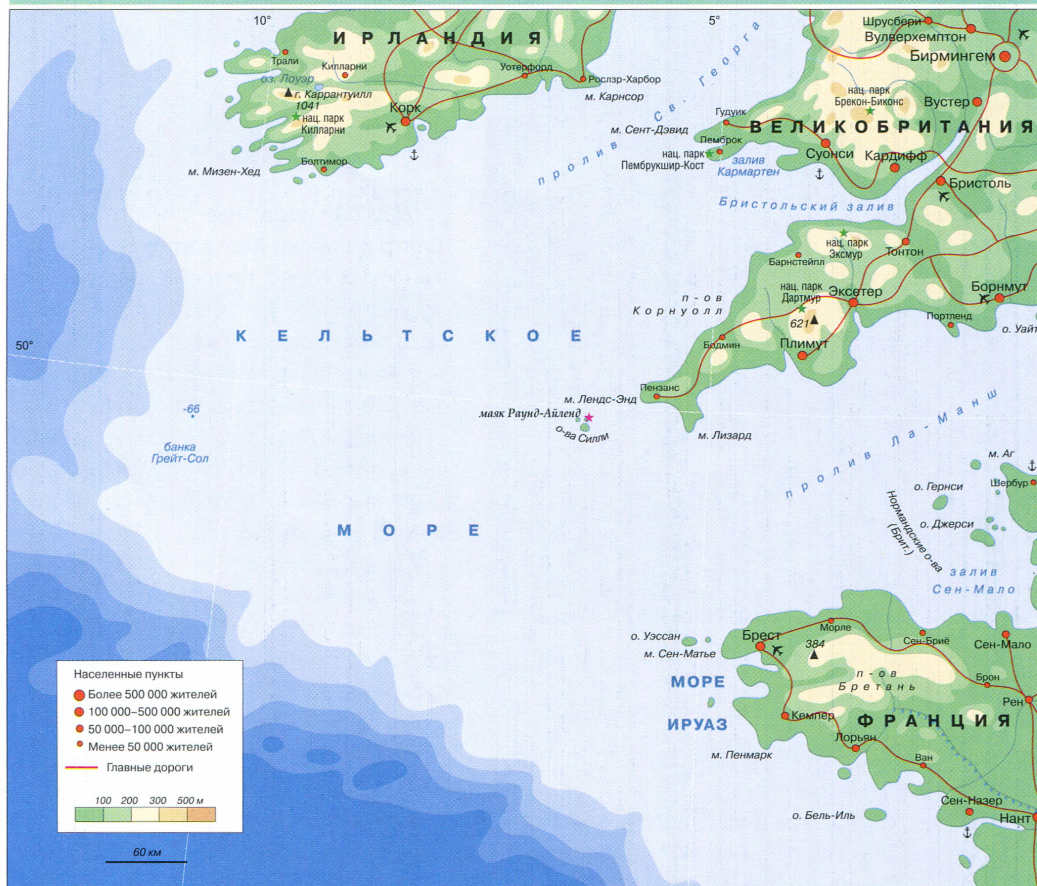 10°
5°
ИРЛАНДИЯ
Трали
Килларни
оз. Лоуэр
г. Каррантуилл
1041
нац. парк
Килларни
Корк
Уотерфорд
Рослэр-Харбор
м. Карнсор
Болтимор
м. Мизен-Хед
пролив Св. Георга
Шрусбери
Вулверхемптон
Бирмингем
нац. парк
Брекон-Биконс
Вустер
ВЕЛИКОБРИТАНИЯ
Гудуик
м. Сент-Дэвид
Пемброк
нац. парк
Пембрукшир-Кост
залив
Кармартен
Суонси
Кардифф
Бристоль
Бристольский залив
нац. парк
Эксмур
Тонтон
Барнстейпл
нац. парк
Дартмур
Эксетер
621
Борнмут
Портленд
о. Уайт
п-ов
Корнуолл
Бодмин
Плимут
КЕЛЬТСКОЕ
50°
Пензанс
м. Лендс-Энд
маяк Раунд-Айленд
о-ва Силли
м. Лизард
-66
банка
Грейт-Сол
пролив Ла-Манш
м. Аг
Шербур
о. Гернси
о. Джерси
Нормандские о-ва
(Брит.)
МОРЕ
залив
Сен-Мало
о. Уэссан
м. Сен-Матье
Брест
Морле
384
Сен-Бриё
Сен-Мало
п-ов
Бретань
Брон
Рен
МОРЕ
ИРУАЗ
Кемпер
ФРАНЦИЯ
Лорьян
м. Пенмарк
Ван
Сен-Назер
Нант
о. Бель-Иль
Населенные пункты
Более 500 000 жителей
100 000–500 000 жителей
50 000–100 000 жителей
Менее 50 000 жителей
Главные дороги
100 200 300 500 м
60 км